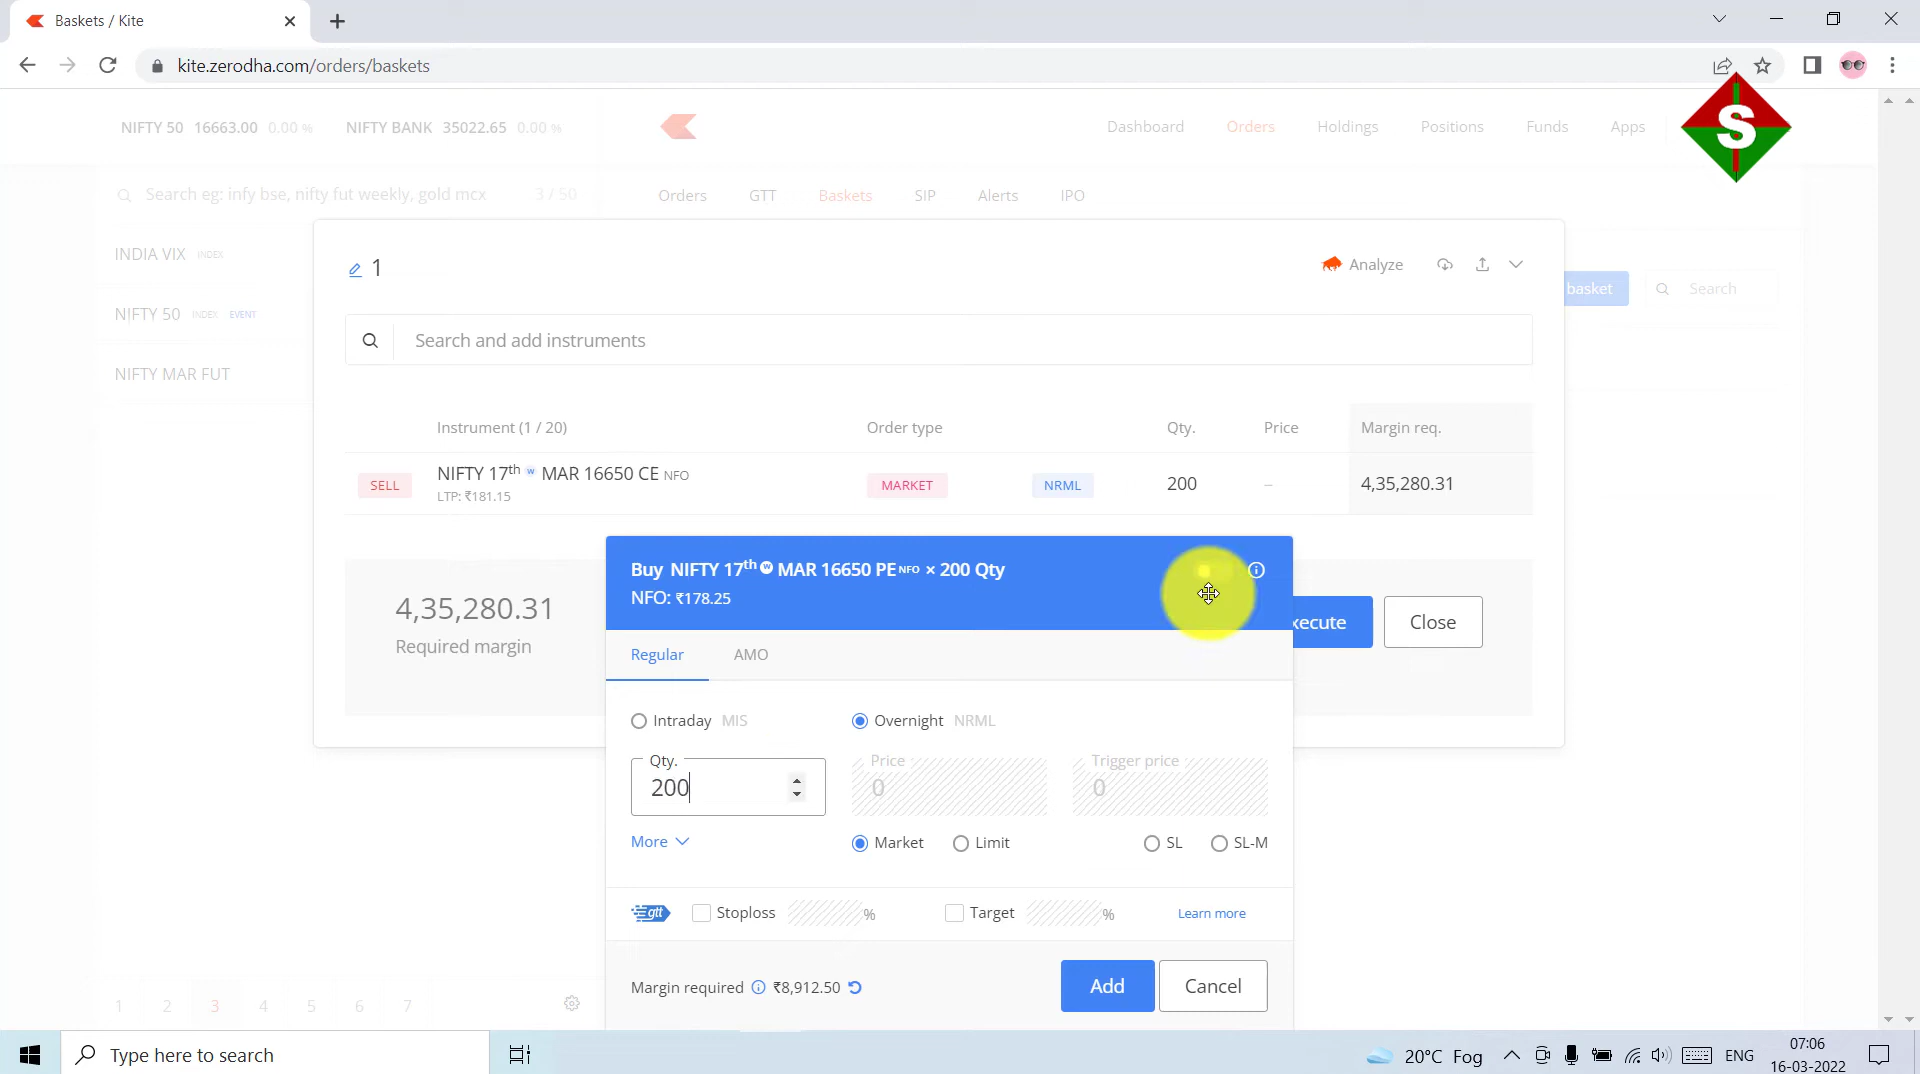 Baskets / Kite
kite.zerodha.com/orders/baskets
NIFTY 50 16663.00 0.00 % NIFTY BANK 35022.65 0.00 %
Dashboard Orders Holdings Positions Funds Apps
S
Search eg: infy bse, nifty fut weekly, gold mcx 3 / 50
Orders GTT Baskets SIP Alerts IPO
INDIA VIX INDEX
1 Analyze
basket Search
NIFTY 50 INDEX EVENT
Search and add instruments
NIFTY MAR FUT
Instrument (1 / 20) Order type Qty. Price Margin req.
SELL NIFTY 17th w MAR 16650 CE NFO MARKET NRML 200 – 4,35,280.31
LTP: ₹181.15
Buy NIFTY 17th W MAR 16650 PE NFO × 200 Qty
NFO: ₹178.25
4,35,280.31
Required margin
xecute Close
Regular AMO
Intraday MIS Overnight NRML
Qty. Price Trigger price
200 0 0
More Market Limit SL SL-M
gtt Stoploss % Target % Learn more
Margin required ₹8,912.50 Add Cancel
1 2 3 4 5 6 7
Type here to search
20°C Fog ENG 07:06
16-03-2022